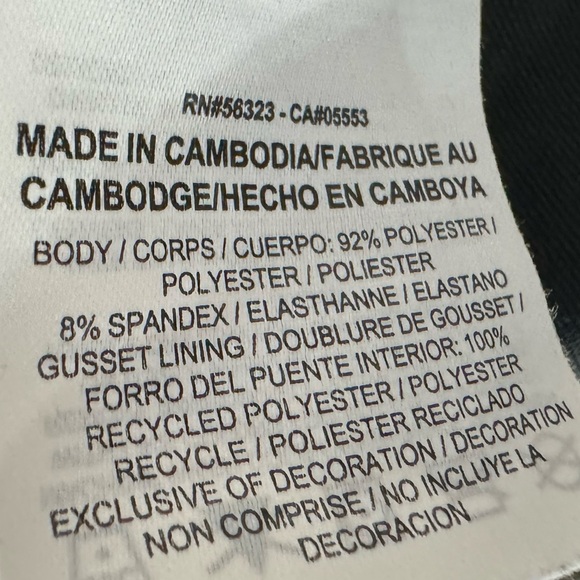 RN#56323 - CA#05553
MADE IN CAMBODIA/FABRIQUE AU
CAMBODGE/HECHO EN CAMBOYA
BODY / CORPS / CUERPO: 92% POLYESTER /
POLYESTER / POLIESTER
8% SPANDEX / ELASTHANNE / ELASTANO
GUSSET LINING / DOUBLURE DE GOUSSET /
FORRO DEL PUENTE INTERIOR: 100%
RECYCLED POLYESTER / POLYESTER
RECYCLE / POLIESTER RECICLADO
EXCLUSIVE OF DECORATION / DECORATION
NON COMPRISE / NO INCLUYE LA
DECORACION